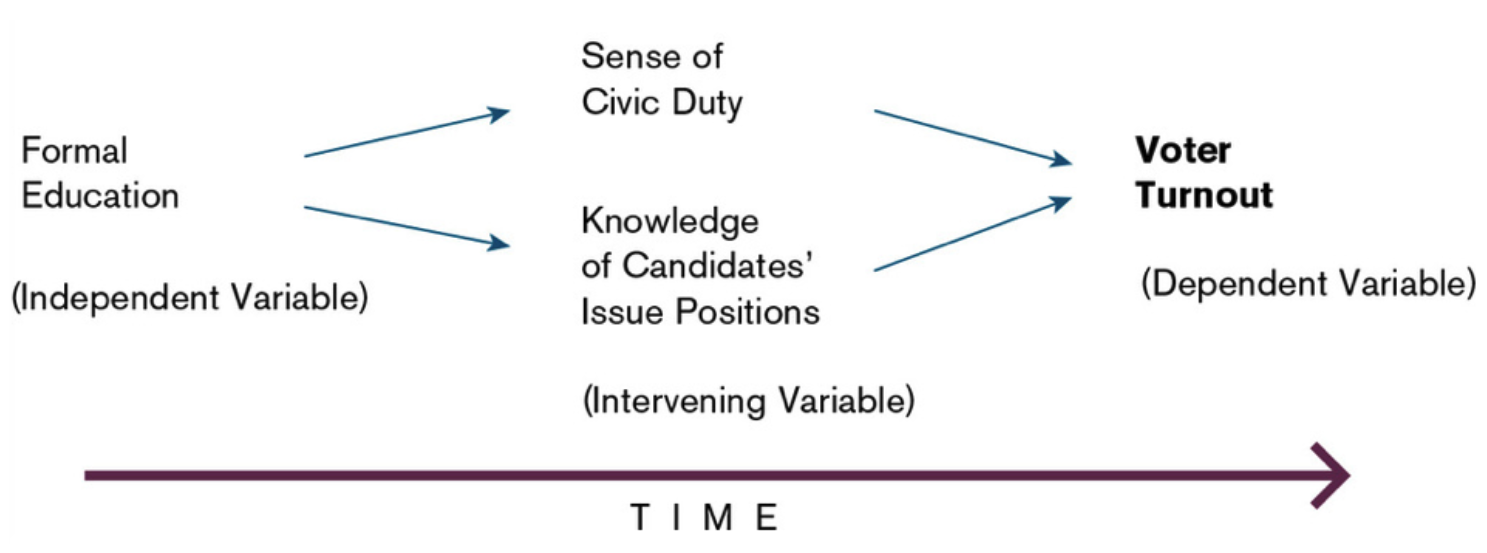 Formal
Education
(Independent Variable)
Sense of
Civic Duty
Knowledge
of Candidates’
Issue Positions
(Intervening Variable)
Voter
Turnout
(Dependent Variable)
TIME